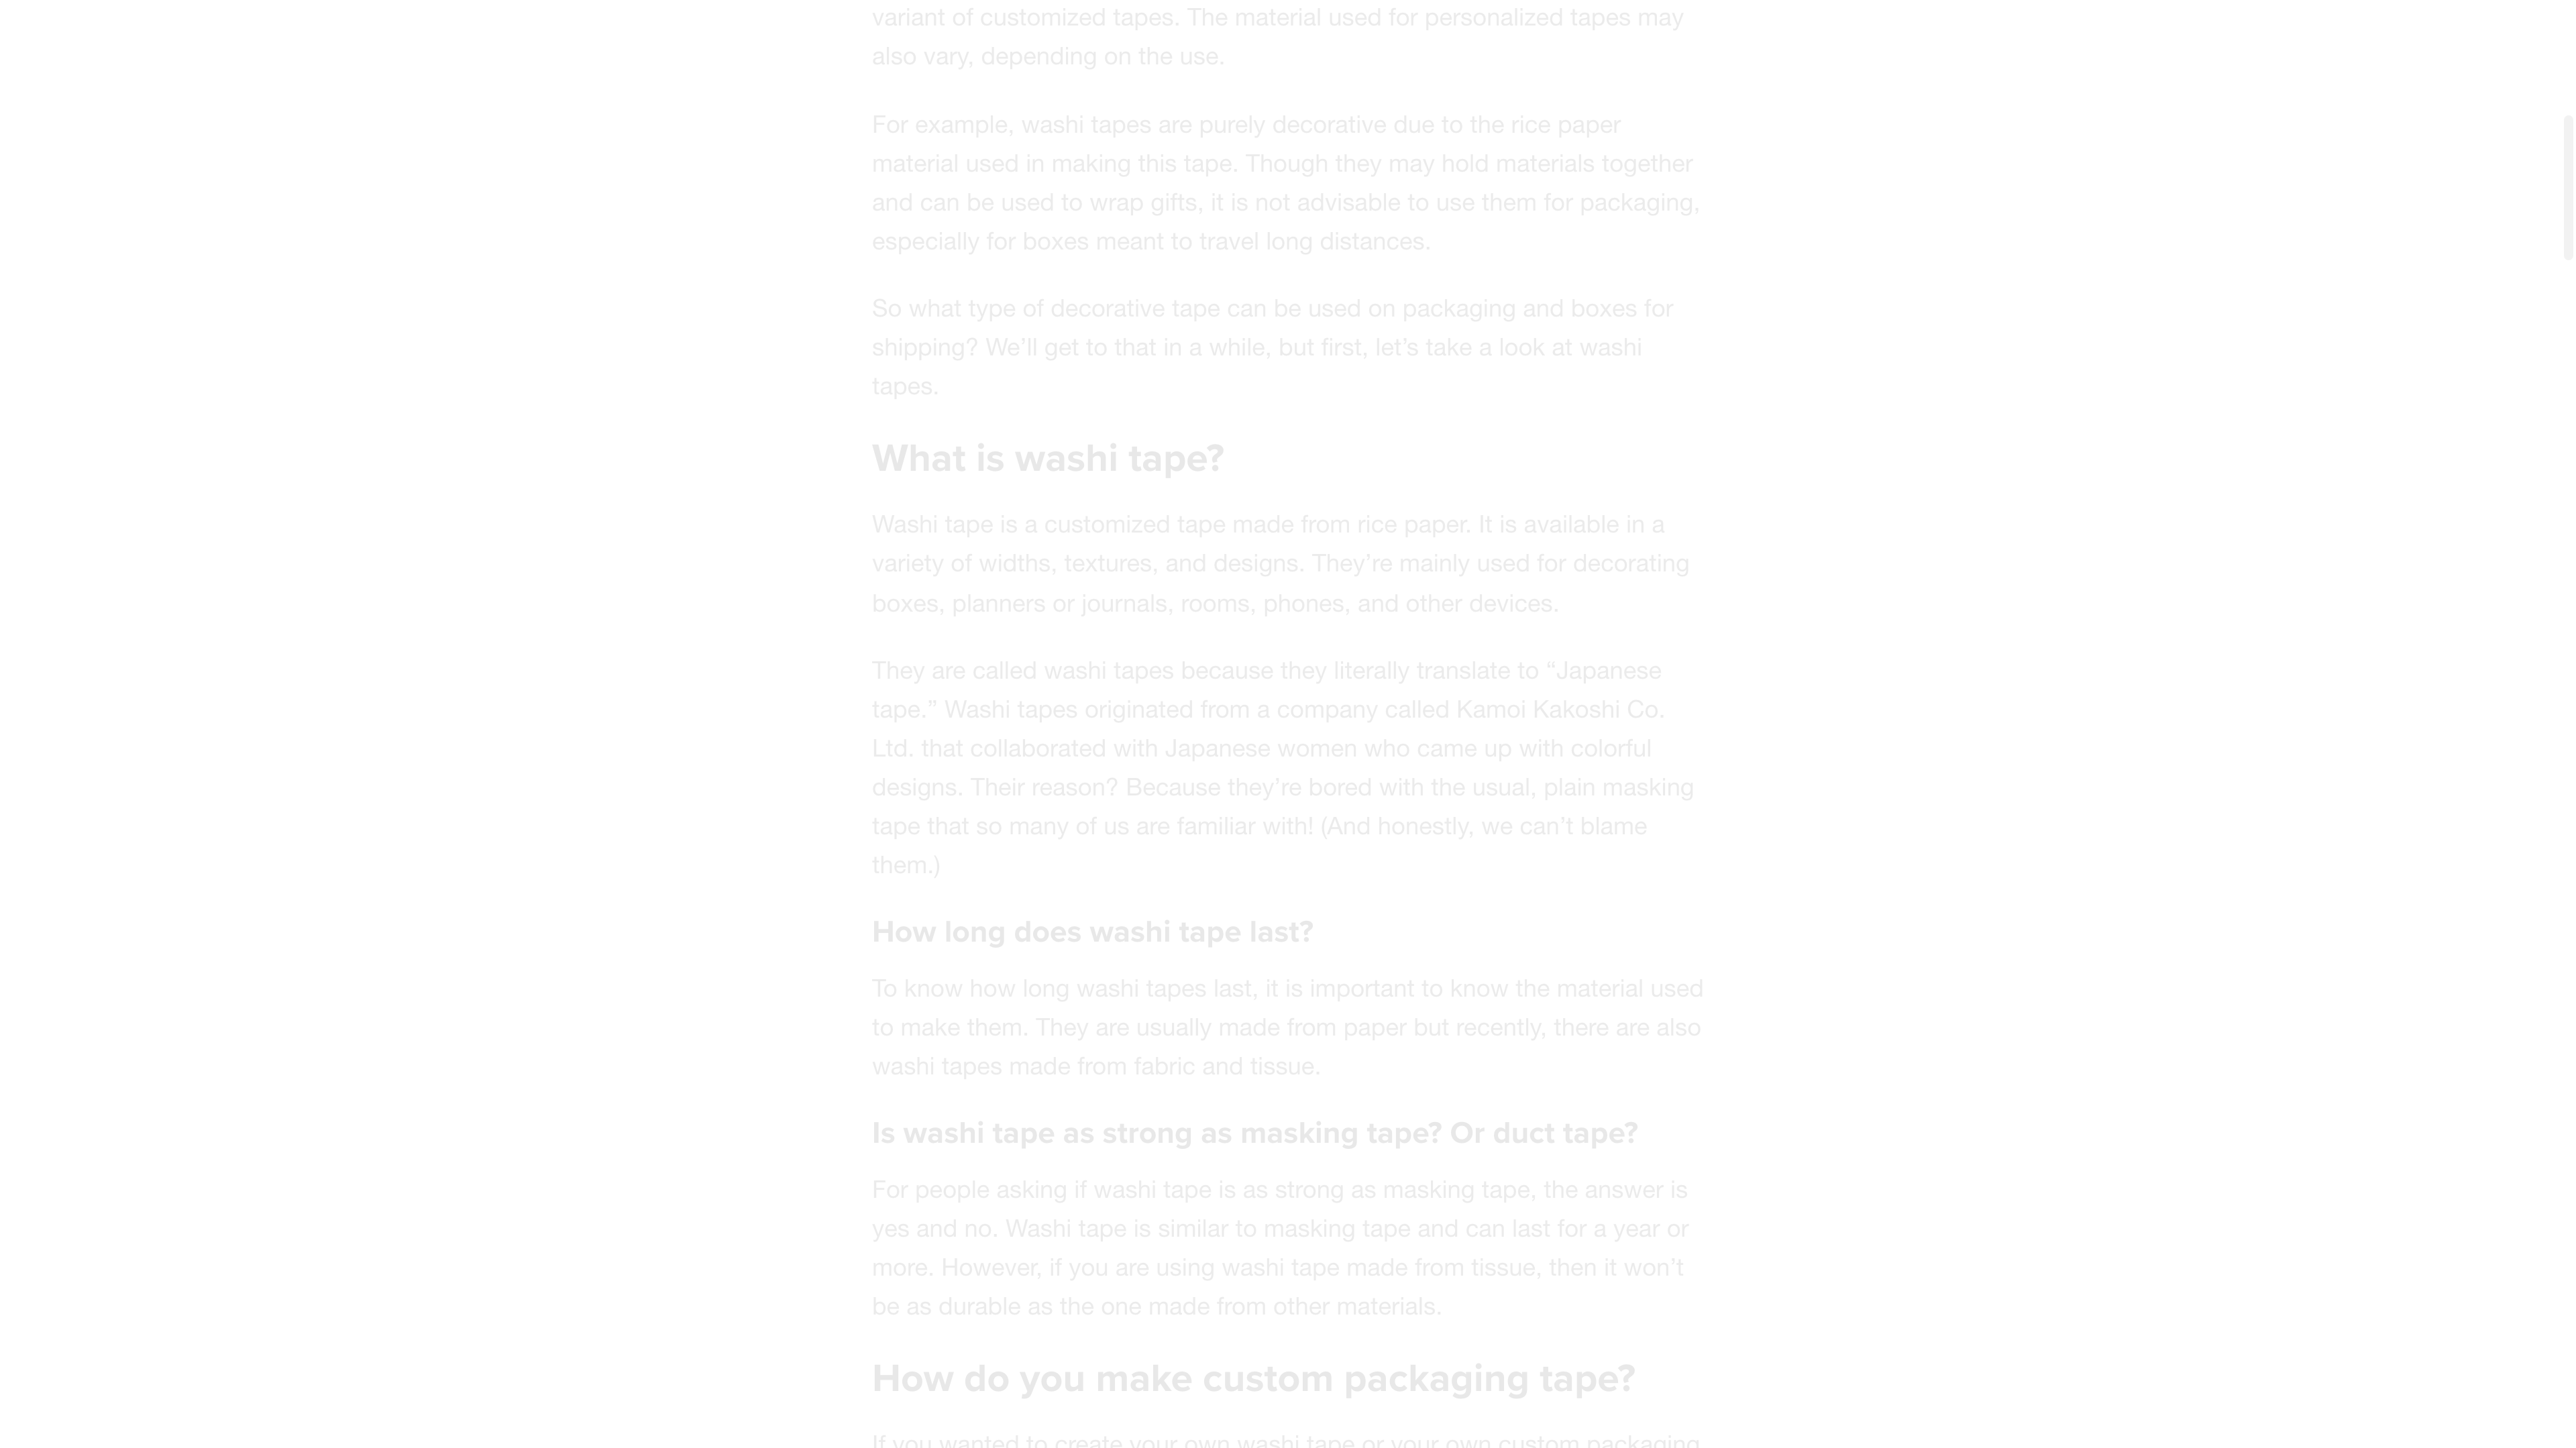 variant of customized tapes. The material used for personalized tapes may
also vary, depending on the use.
For example, washi tapes are purely decorative due to the rice paper
material used in making this tape. Though they may hold materials together
and can be used to wrap gifts, it is not advisable to use them for packaging,
especially for boxes meant to travel long distances.
So what type of decorative tape can be used on packaging and boxes for
shipping? We’ll get to that in a while, but first, let’s take a look at washi
tapes.
What is washi tape?
Washi tape is a customized tape made from rice paper. It is available in a
variety of widths, textures, and designs. They’re mainly used for decorating
boxes, planners or journals, rooms, phones, and other devices.
They are called washi tapes because they literally translate to “Japanese
tape.” Washi tapes originated from a company called Kamoi Kakoshi Co.
Ltd. that collaborated with Japanese women who came up with colorful
designs. Their reason? Because they’re bored with the usual, plain masking
tape that so many of us are familiar with! (And honestly, we can’t blame
them.)
How long does washi tape last?
To know how long washi tapes last, it is important to know the material used
to make them. They are usually made from paper but recently, there are also
washi tapes made from fabric and tissue.
Is washi tape as strong as masking tape? Or duct tape?
For people asking if washi tape is as strong as masking tape, the answer is
yes and no. Washi tape is similar to masking tape and can last for a year or
more. However, if you are using washi tape made from tissue, then it won’t
be as durable as the one made from other materials.
How do you make custom packaging tape?
If you wanted to create your own washi tape or your own custom packaging